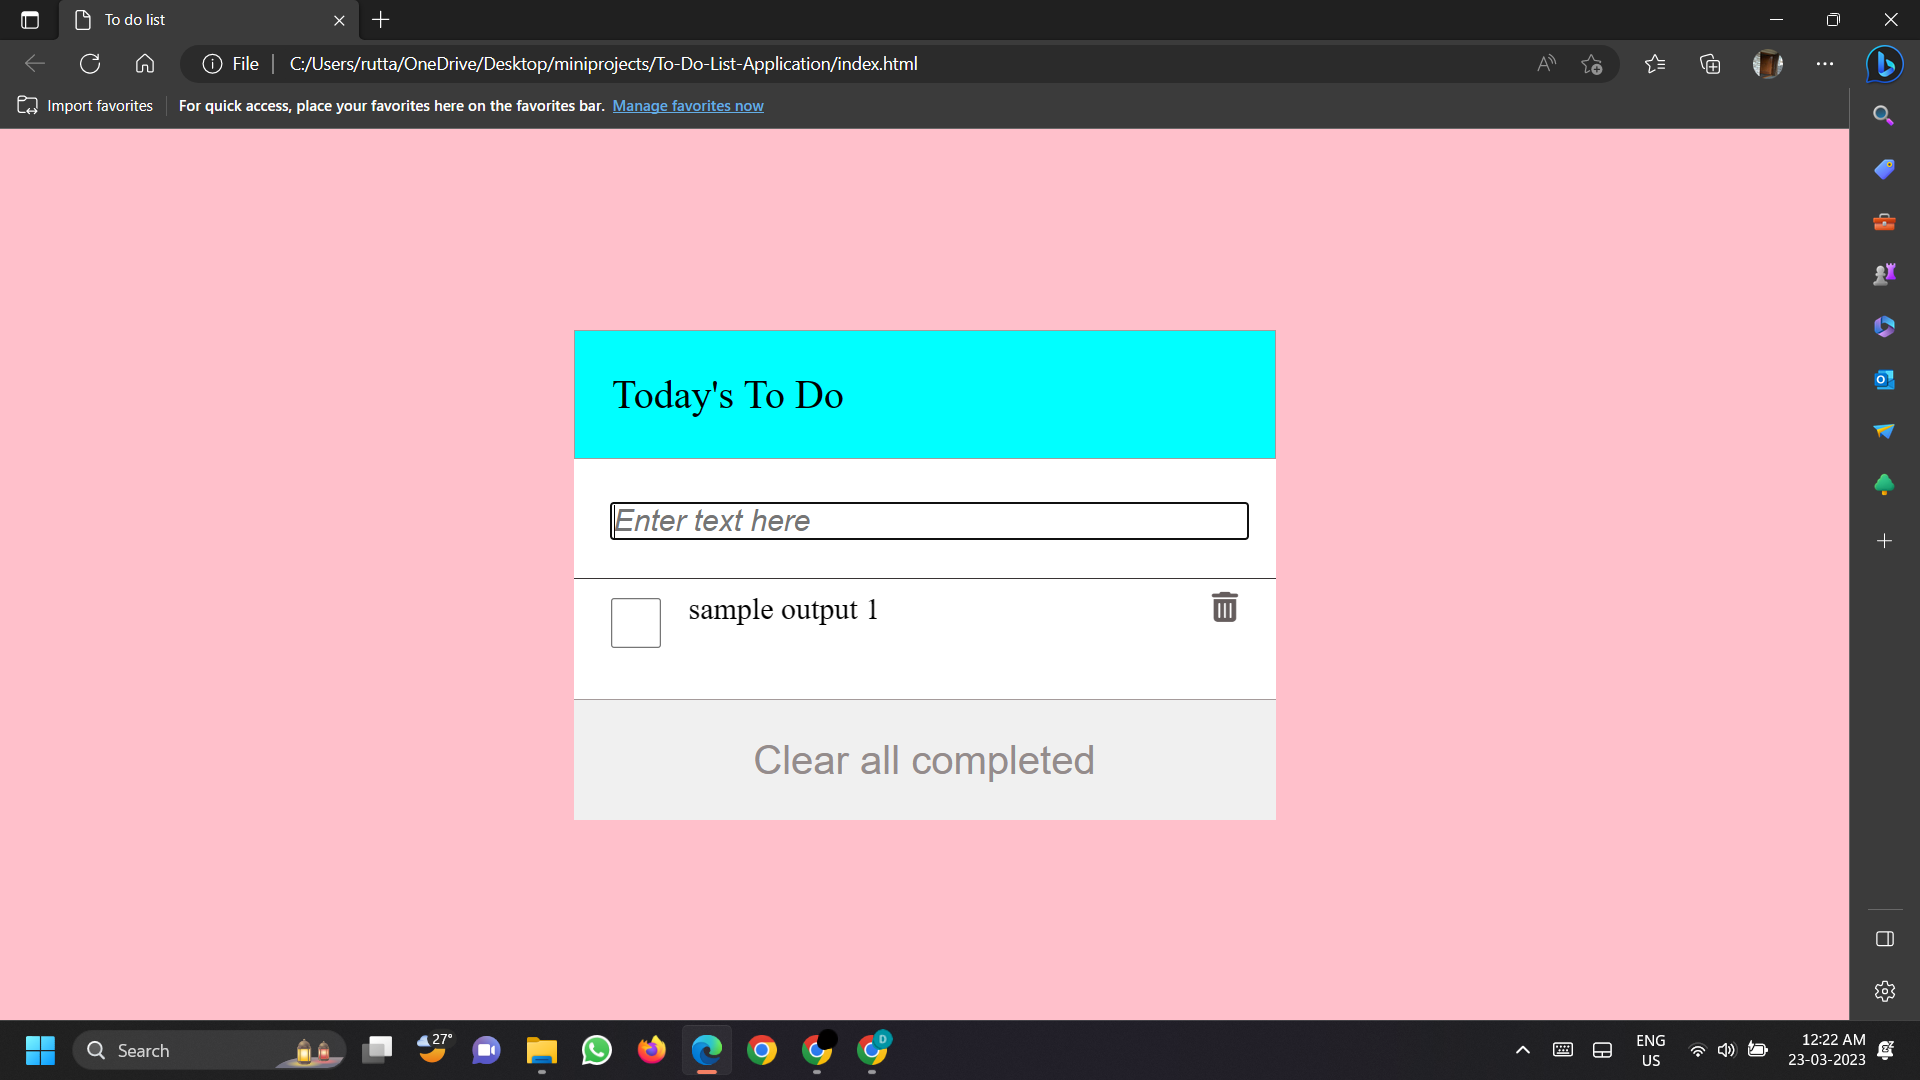 To do list
File
C:/Users/rutta/OneDrive/Desktop/miniprojects/To-Do-List-Application/index.html
Import favorites
For quick access, place your favorites here on the favorites bar. Manage favorites now
Today's To Do
Enter text here
sample output 1
Clear all completed
Search
27°
D
ENG
US
12:22 AM
23-03-2023